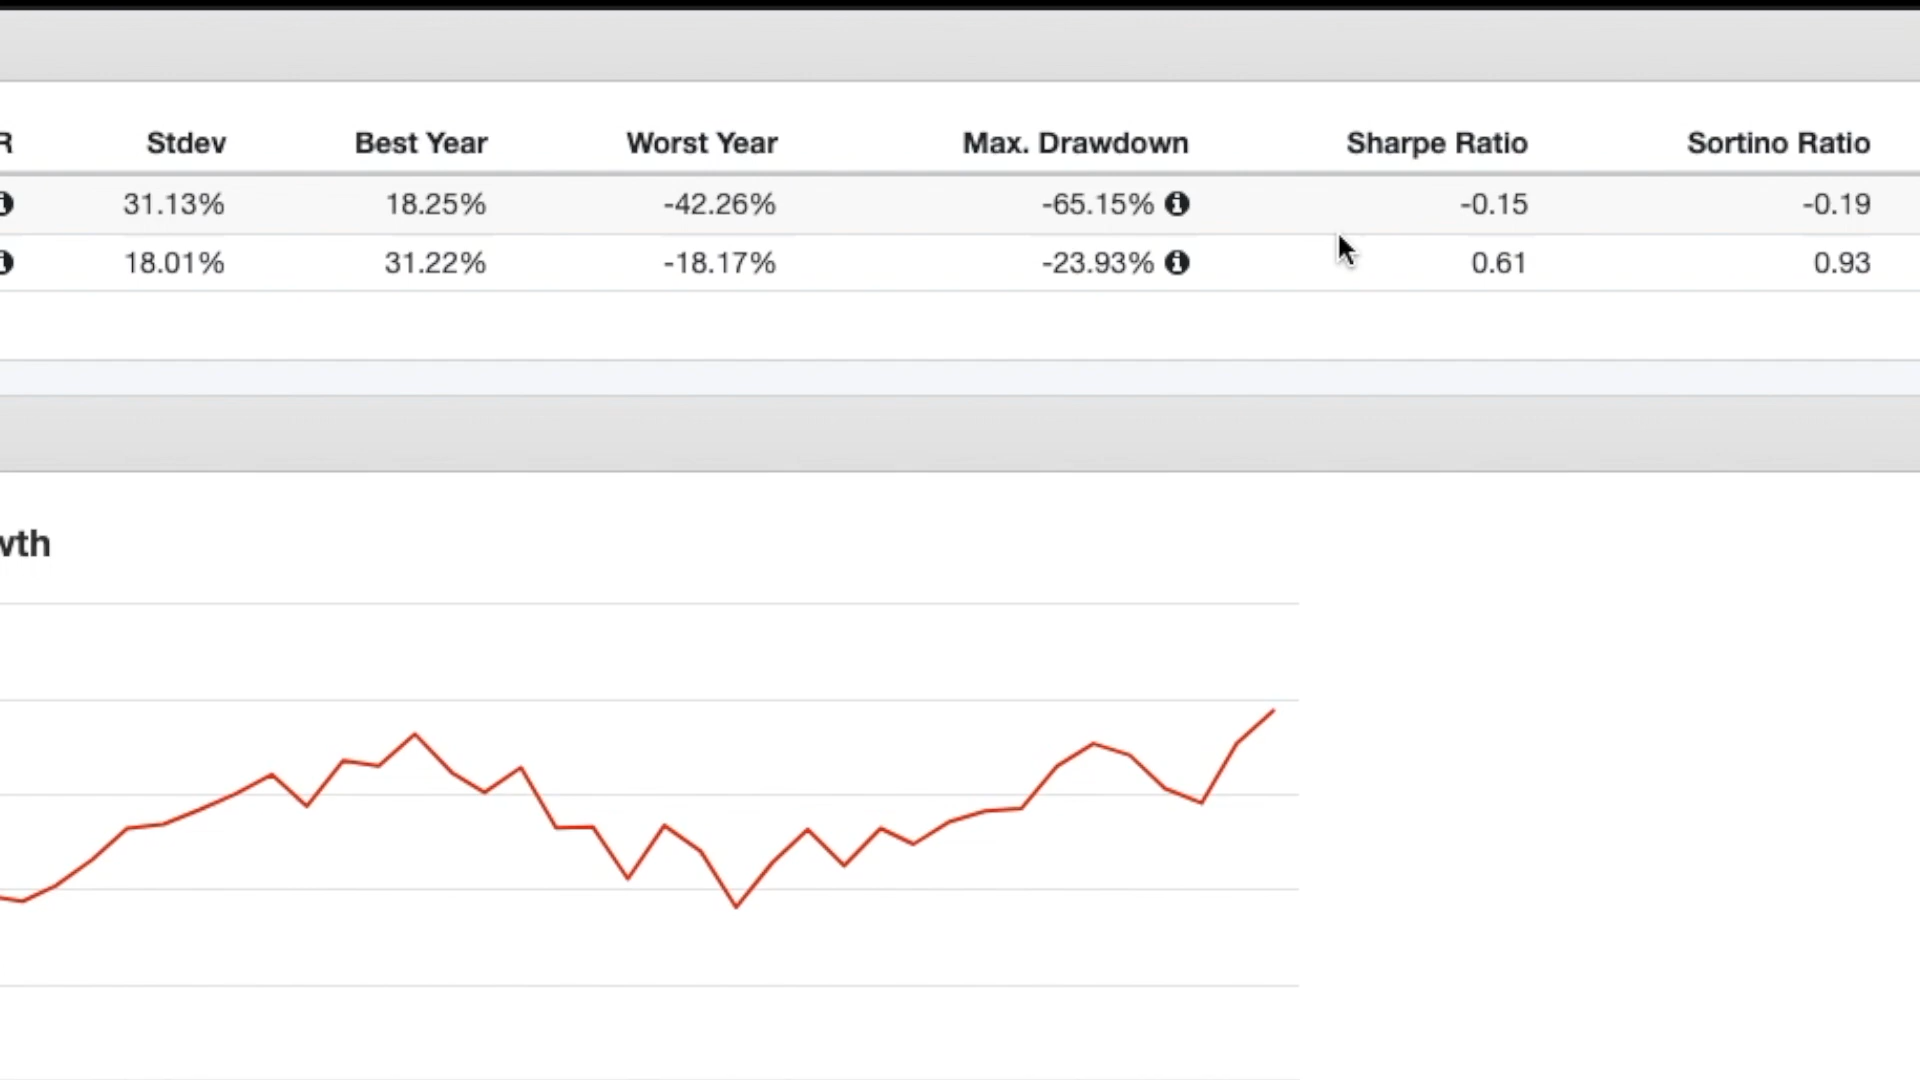 R Stdev Best Year Worst Year Max. Drawdown Sharpe Ratio Sortino Ratio
31.13% 18.25% -42.26% -65.15% -0.15 -0.19
18.01% 31.22% -18.17% -23.93% 0.61 0.93
wth